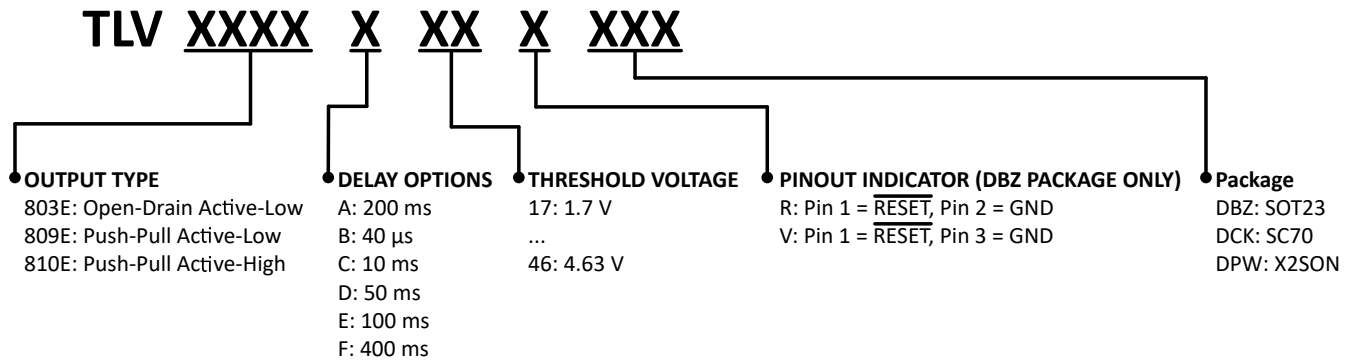 TLV XXXX X XX X XXX
OUTPUT TYPE
803E: Open-Drain Active-Low
809E: Push-Pull Active-Low
810E: Push-Pull Active-High
DELAY OPTIONS
A: 200 ms
B: 40 µs
C: 10 ms
D: 50 ms
E: 100 ms
F: 400 ms
THRESHOLD VOLTAGE
17: 1.7 V
...
46: 4.63 V
PINOUT INDICATOR (DBZ PACKAGE ONLY)
R: Pin 1 = R̅E̅S̅E̅T̅, Pin 2 = GND
V: Pin 1 = R̅E̅S̅E̅T̅, Pin 3 = GND
Package
DBZ: SOT23
DCK: SC70
DPW: X2SON